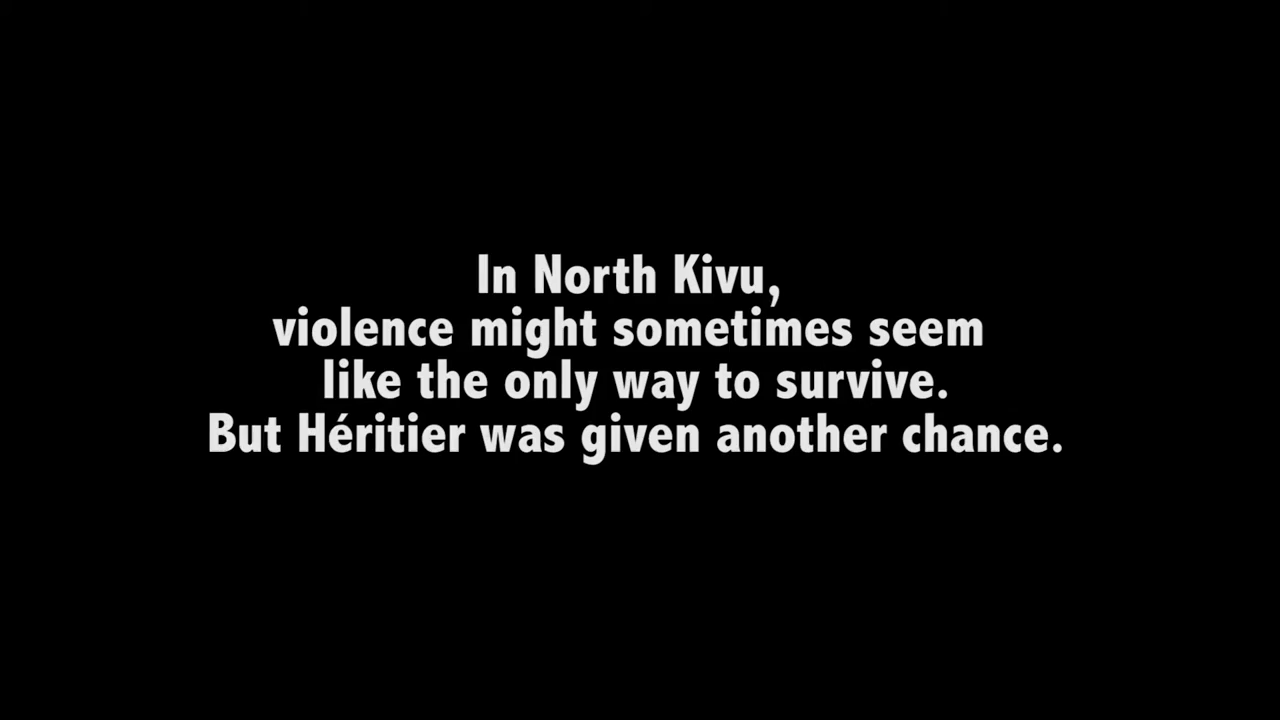 In North Kivu,
violence might sometimes seem
like the only way to survive.
But Héritier was given another chance.